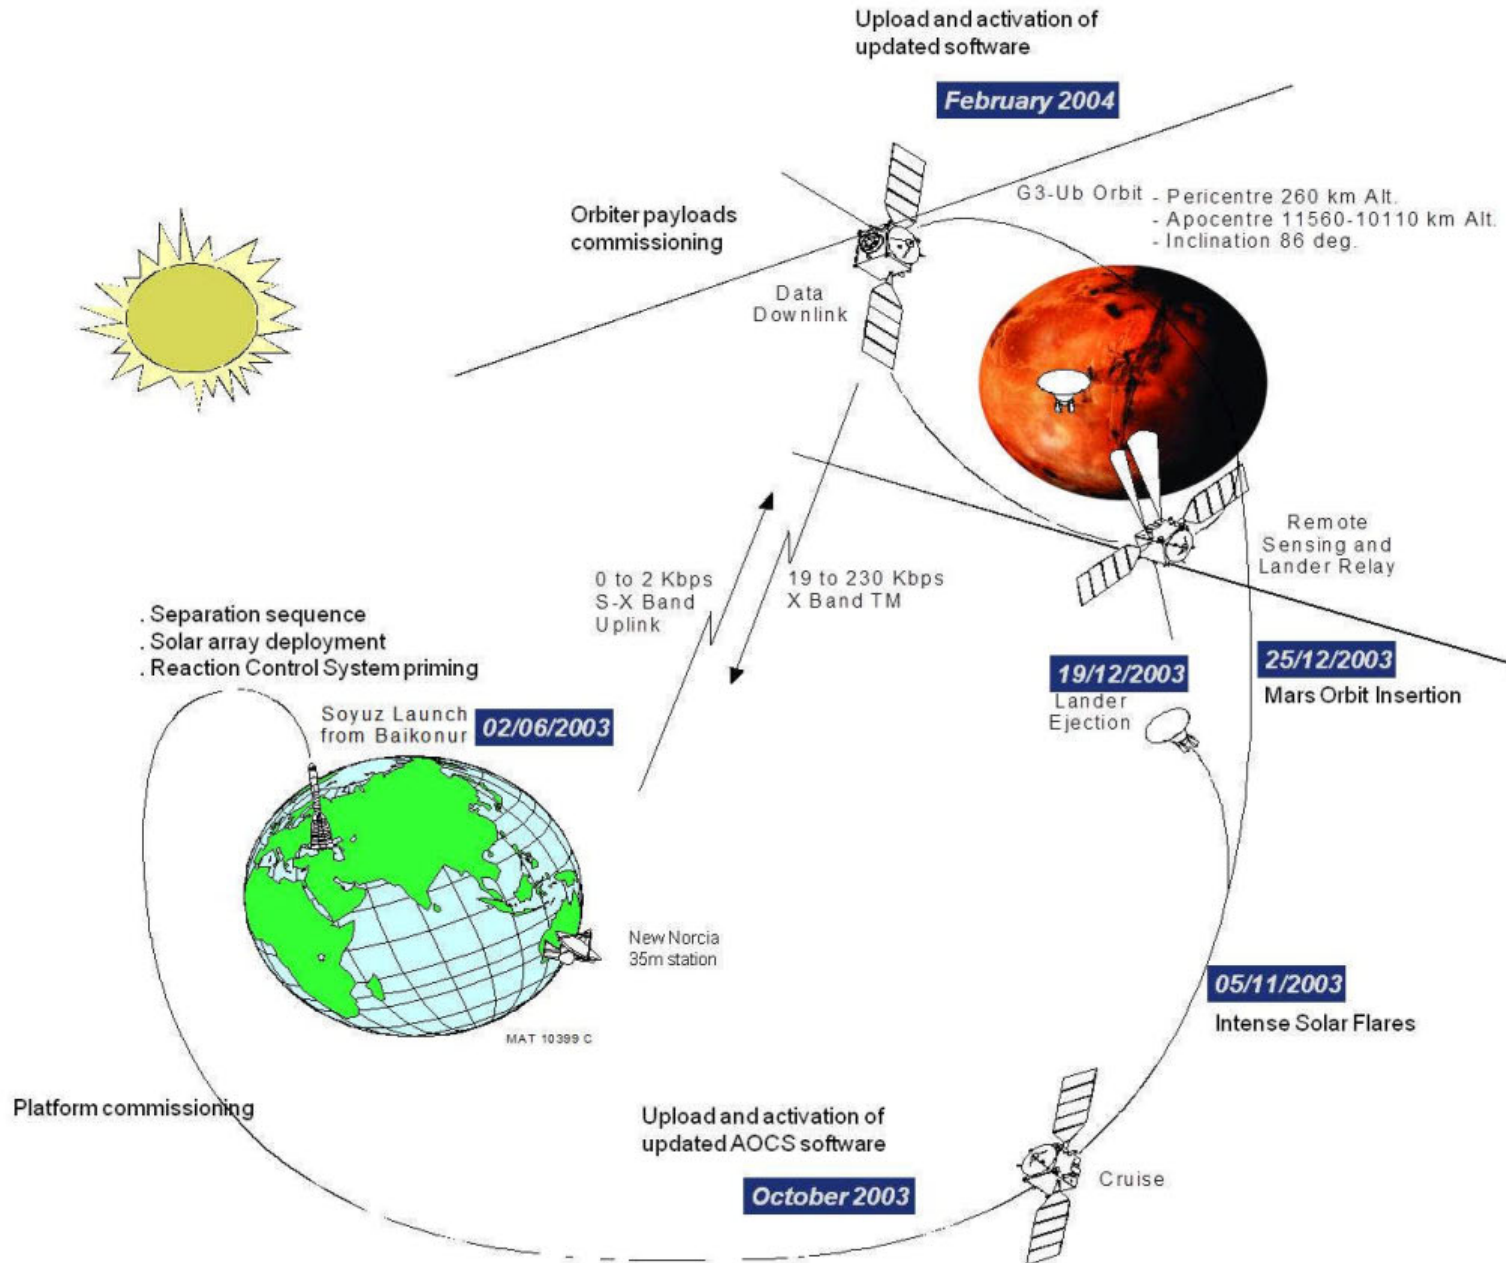 Upload and activation of
updated software
February 2004
G3-Ub Orbit - Pericentre 260 km Alt.
- Apocentre 11560-10110 km Alt.
- Inclination 86 deg.
Orbiter payloads
commissioning
Data
Downlink
Remote
Sensing and
Lander Relay
0 to 2 Kbps
S-X Band
Uplink
19 to 230 Kbps
X Band TM
. Separation sequence
. Solar array deployment
. Reaction Control System priming
19/12/2003
Lander
Ejection
25/12/2003
Mars Orbit Insertion
Soyuz Launch
from Baikonur
02/06/2003
New Norcia
35m station
MAT 10399 C
05/11/2003
Intense Solar Flares
Platform commissioning
Upload and activation of
updated AOCS software
October 2003
Cruise